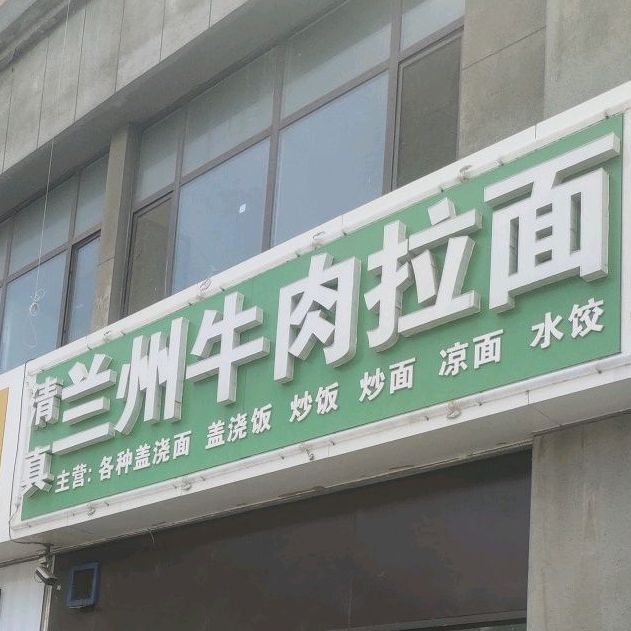 清真
兰州牛肉拉面
主营:各种盖浇面 盖浇饭 炒饭 炒面 凉面 水饺